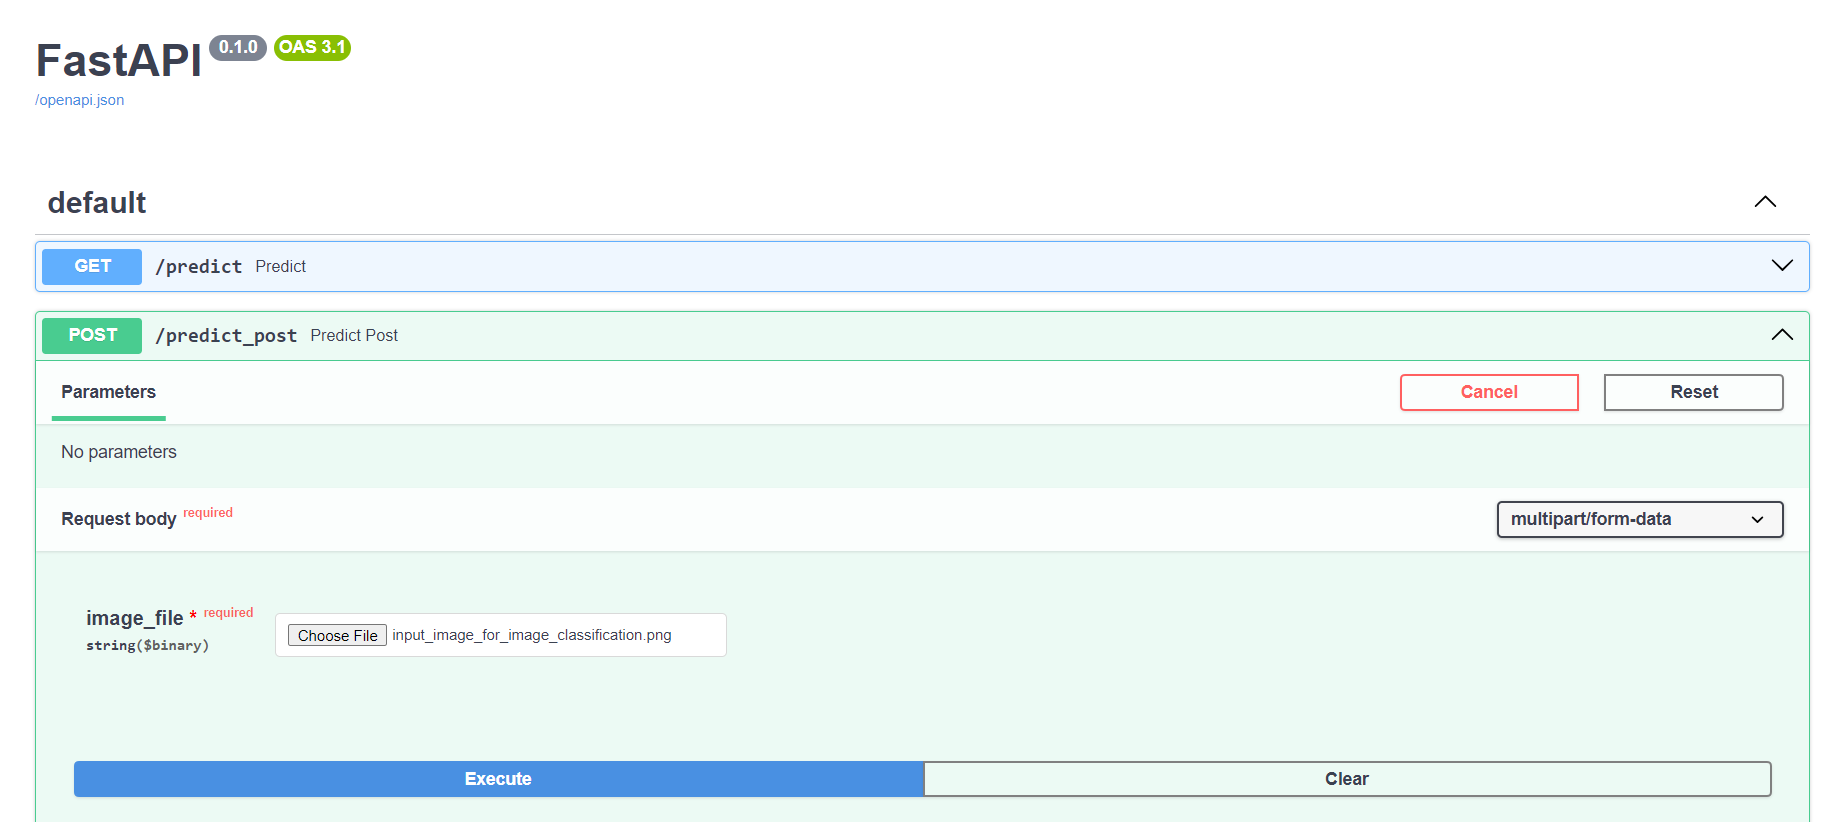 FastAPI 0.1.0 OAS 3.1
/openapi.json
default
GET /predict Predict
POST /predict_post Predict Post
Parameters Cancel Reset
No parameters
Request body required multipart/form-data
image_file * required
string($binary)
Choose File input_image_for_image_classification.png
Execute Clear